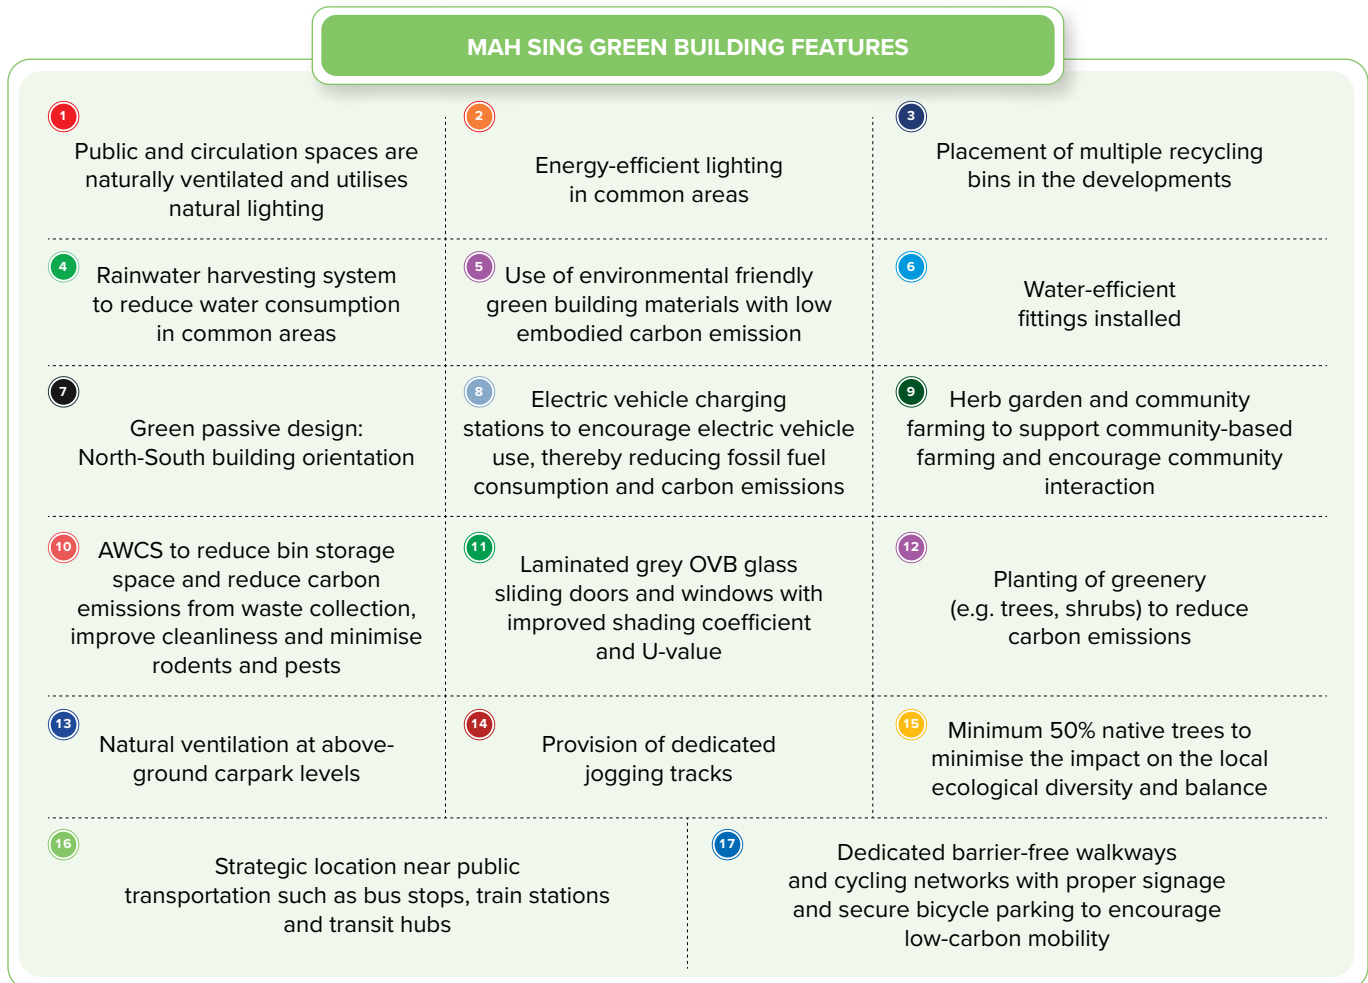 MAH SING GREEN BUILDING FEATURES
1
Public and circulation spaces are
naturally ventilated and utilises
natural lighting
2
Energy-efficient lighting
in common areas
3
Placement of multiple recycling
bins in the developments
4
Rainwater harvesting system
to reduce water consumption
in common areas
5
Use of environmental friendly
green building materials with low
embodied carbon emission
6
Water-efficient
fittings installed
7
Green passive design:
North-South building orientation
8
Electric vehicle charging
stations to encourage electric vehicle
use, thereby reducing fossil fuel
consumption and carbon emissions
9
Herb garden and community
farming to support community-based
farming and encourage community
interaction
10
AWCS to reduce bin storage
space and reduce carbon
emissions from waste collection,
improve cleanliness and minimise
rodents and pests
11
Laminated grey OVB glass
sliding doors and windows with
improved shading coefficient
and U-value
12
Planting of greenery
(e.g. trees, shrubs) to reduce
carbon emissions
13
Natural ventilation at above-
ground carpark levels
14
Provision of dedicated
jogging tracks
15
Minimum 50% native trees to
minimise the impact on the local
ecological diversity and balance
16
Strategic location near public
transportation such as bus stops, train stations
and transit hubs
17
Dedicated barrier-free walkways
and cycling networks with proper signage
and secure bicycle parking to encourage
low-carbon mobility